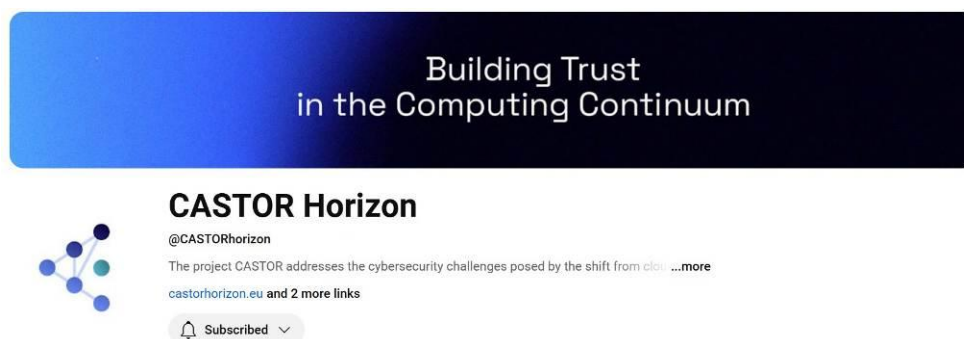 Building Trust
in the Computing Continuum
CASTOR Horizon
@CASTORhorizon
The project CASTOR addresses the cybersecurity challenges posed by the shift from ...more
castorhorizon.eu and 2 more links
Subscribed